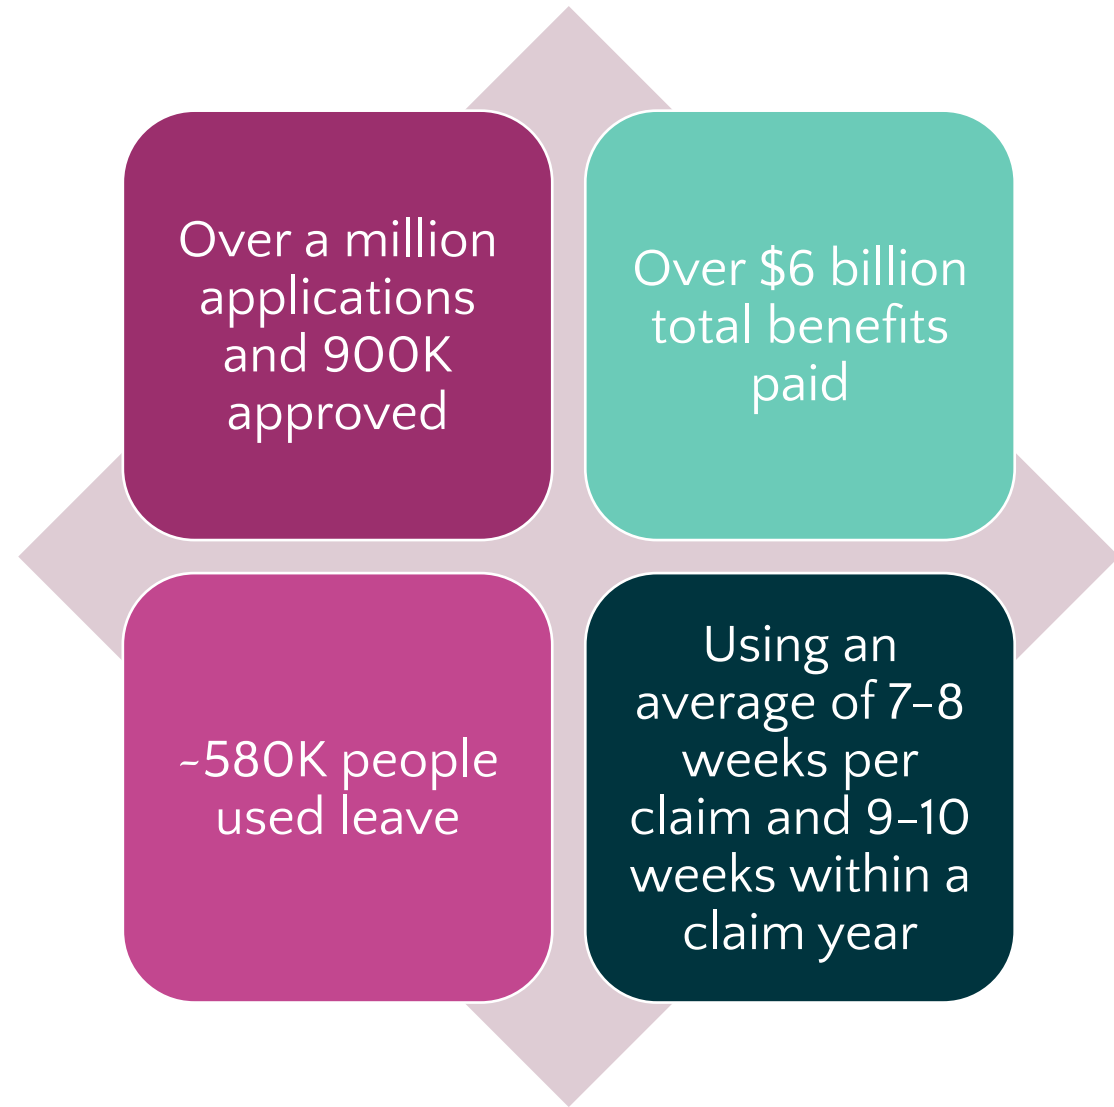 Over a million
applications
and 900K
approved
Over $6 billion
total benefits
paid
~580K people
used leave
Using an
average of 7–8
weeks per
claim and 9–10
weeks within a
claim year